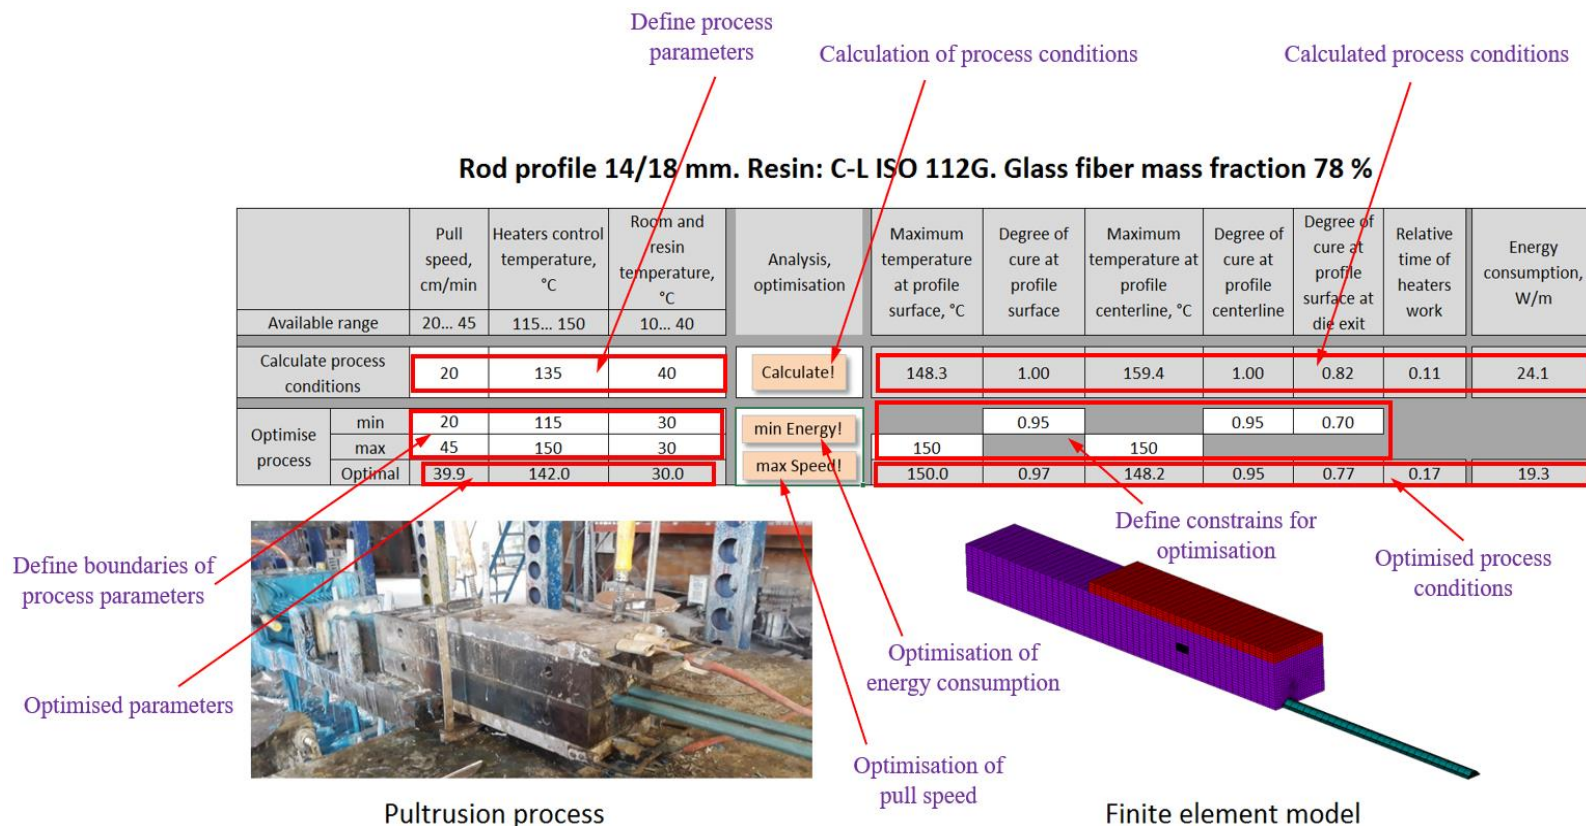 Define process
parameters
Calculation of process conditions
Calculated process conditions
Rod profile 14/18 mm. Resin: C-L ISO 112G. Glass fiber mass fraction 78 %
Pull
speed,
cm/min
Heaters control
temperature,
°C
Room and
resin
temperature,
°C
Analysis,
optimisation
Maximum
temperature
at profile
surface, °C
Degree of
cure at
profile
surface
Maximum
temperature at
profile
centerline, °C
Degree of
cure at
profile
centerline
Degree of
cure at
profile
surface at
die exit
Relative
time of
heaters
work
Energy
consumption,
W/m
Available range 20... 45 115... 150 10... 40
Calculate process
conditions
20 135 40 Calculate! 148.3 1.00 159.4 1.00 0.82 0.11 24.1
Optimise
process
min 20 115 30 min Energy! 0.95 0.95 0.70
max 45 150 30 150 150
Optimal 39.9 142.0 30.0 max Speed! 150.0 0.97 148.2 0.95 0.77 0.17 19.3
Define boundaries of
process parameters
Define constrains for
optimisation
Optimised process
conditions
Optimised parameters
Optimisation of
energy consumption
Optimisation of
pull speed
Pultrusion process
Finite element model